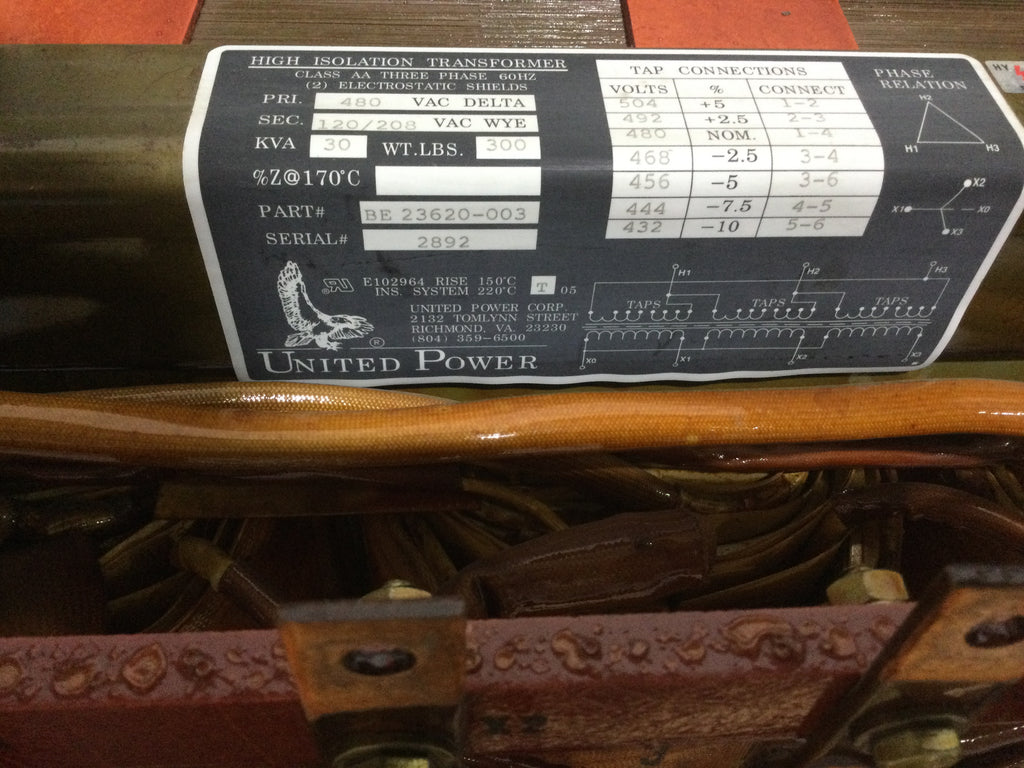 HIGH ISOLATION TRANSFORMER
CLASS AA THREE PHASE 60HZ
(2) ELECTROSTATIC SHIELDS
PRI. 480 VAC DELTA
SEC. 120/208 VAC WYE
KVA 30 WT.LBS. 300
%Z@170°C
PART# BE 23620-003
SERIAL# 2892
E102964 RISE 150°C T 05
INS. SYSTEM 220°C
UNITED POWER CORP.
2132 TOMLYNN STREET
RICHMOND, VA. 23230
(804) 359-6500
®
UNITED POWER
TAP CONNECTIONS
VOLTS % CONNECT
504 +5 1-2
492 +2.5 2-3
480 NOM. 1-4
468 -2.5 3-4
456 -5 3-6
444 -7.5 4-5
432 -10 5-6
PHASE
RELATION
H2
H1 H3
X2
X1 X0
X3
H1 H2 H3
TAPS TAPS TAPS
X0 X1 X2 X3
HY
X2